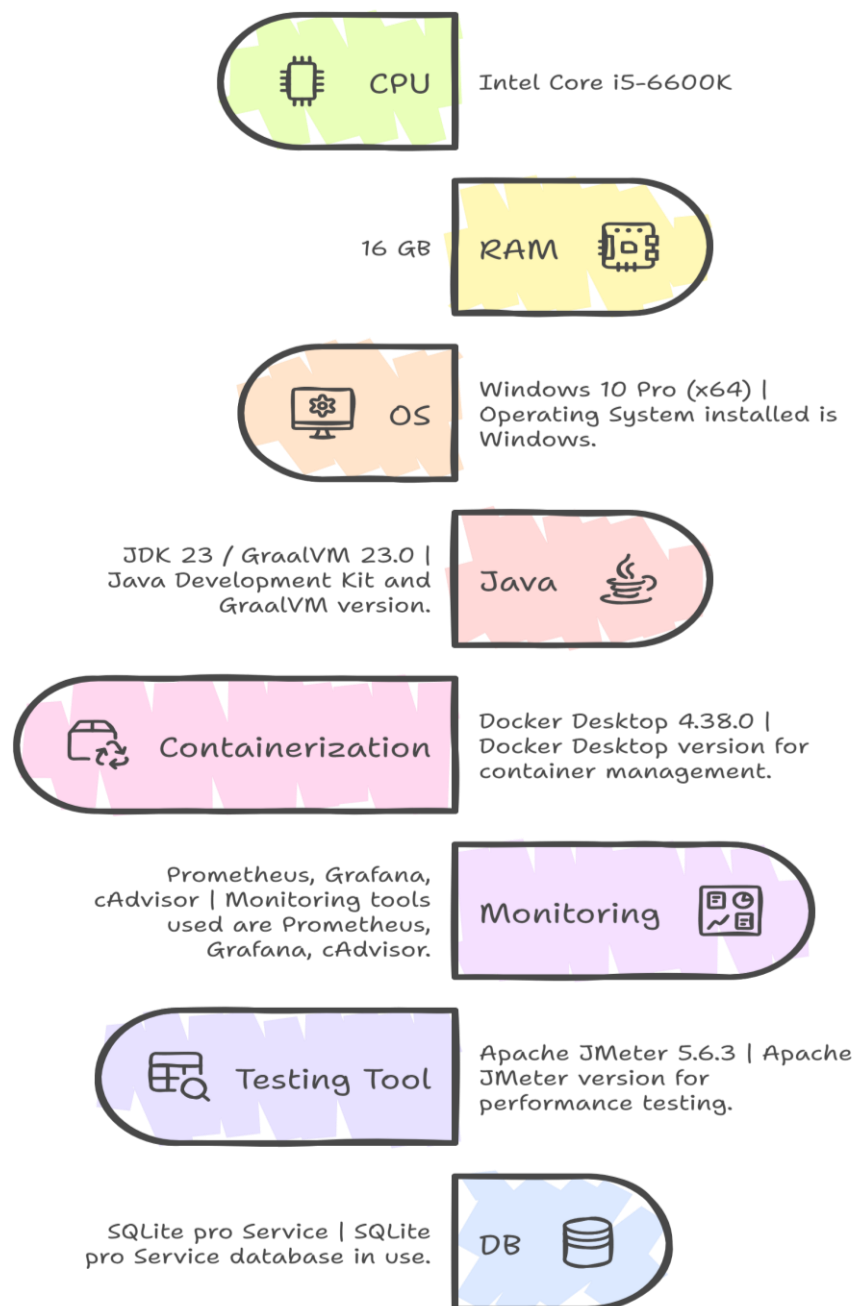 CPU
Intel Core i5-6600K
16 GB
RAM
OS
Windows 10 Pro (x64) |
Operating System installed is
Windows.
JDK 23 / GraalVM 23.0 |
Java Development Kit and
GraalVM version.
Java
Containerization
Docker Desktop 4.38.0 |
Docker Desktop version for
container management.
Prometheus, Grafana,
cAdvisor | Monitoring tools
used are Prometheus,
Grafana, cAdvisor.
Monitoring
Testing Tool
Apache JMeter 5.6.3 | Apache
JMeter version for
performance testing.
SQLite pro Service | SQLite
pro Service database in use.
DB